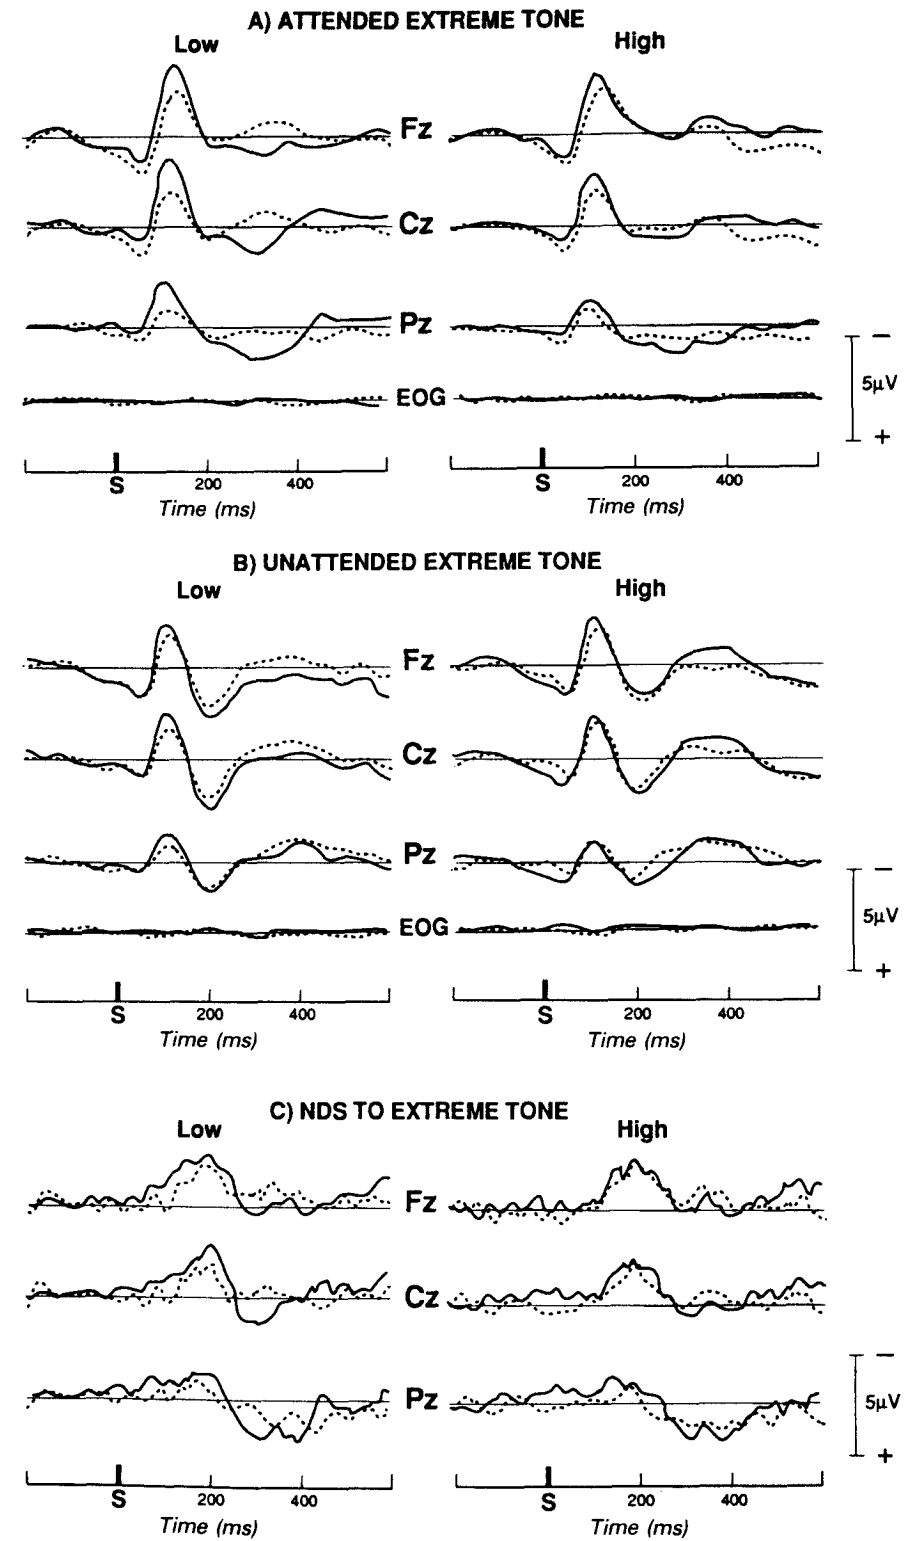 A) ATTENDED EXTREME TONE
Low High
Fz
Cz
Pz
−
5μV
EOG
+
S 200 400 S 200 400
Time (ms) Time (ms)
B) UNATTENDED EXTREME TONE
Low High
Fz
Cz
Pz
−
5μV
EOG
+
S 200 400 S 200 400
Time (ms) Time (ms)
C) NDS TO EXTREME TONE
Low High
Fz
Cz
−
Pz 5μV
+
S 200 400 S 200 400
Time (ms) Time (ms)